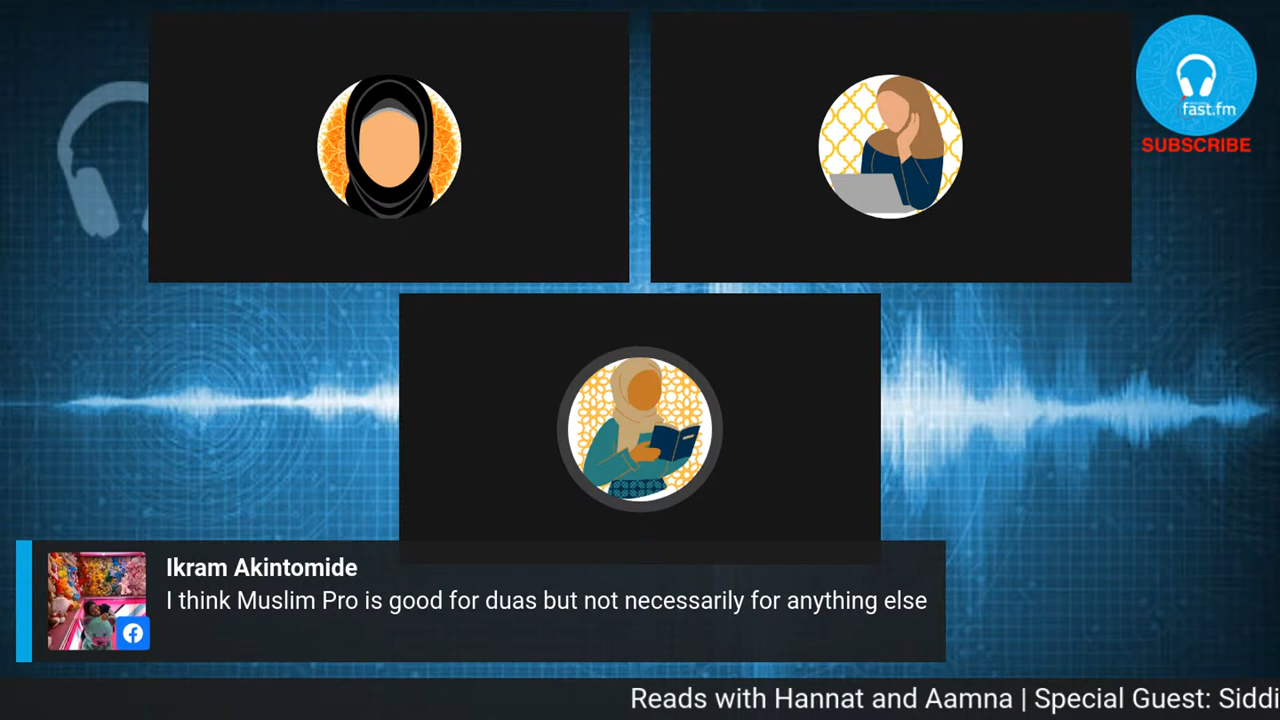 fast.fm
SUBSCRIBE
Ikram Akintomide
I think Muslim Pro is good for duas but not necessarily for anything else
Reads with Hannat and Aamna | Special Guest: Siddi